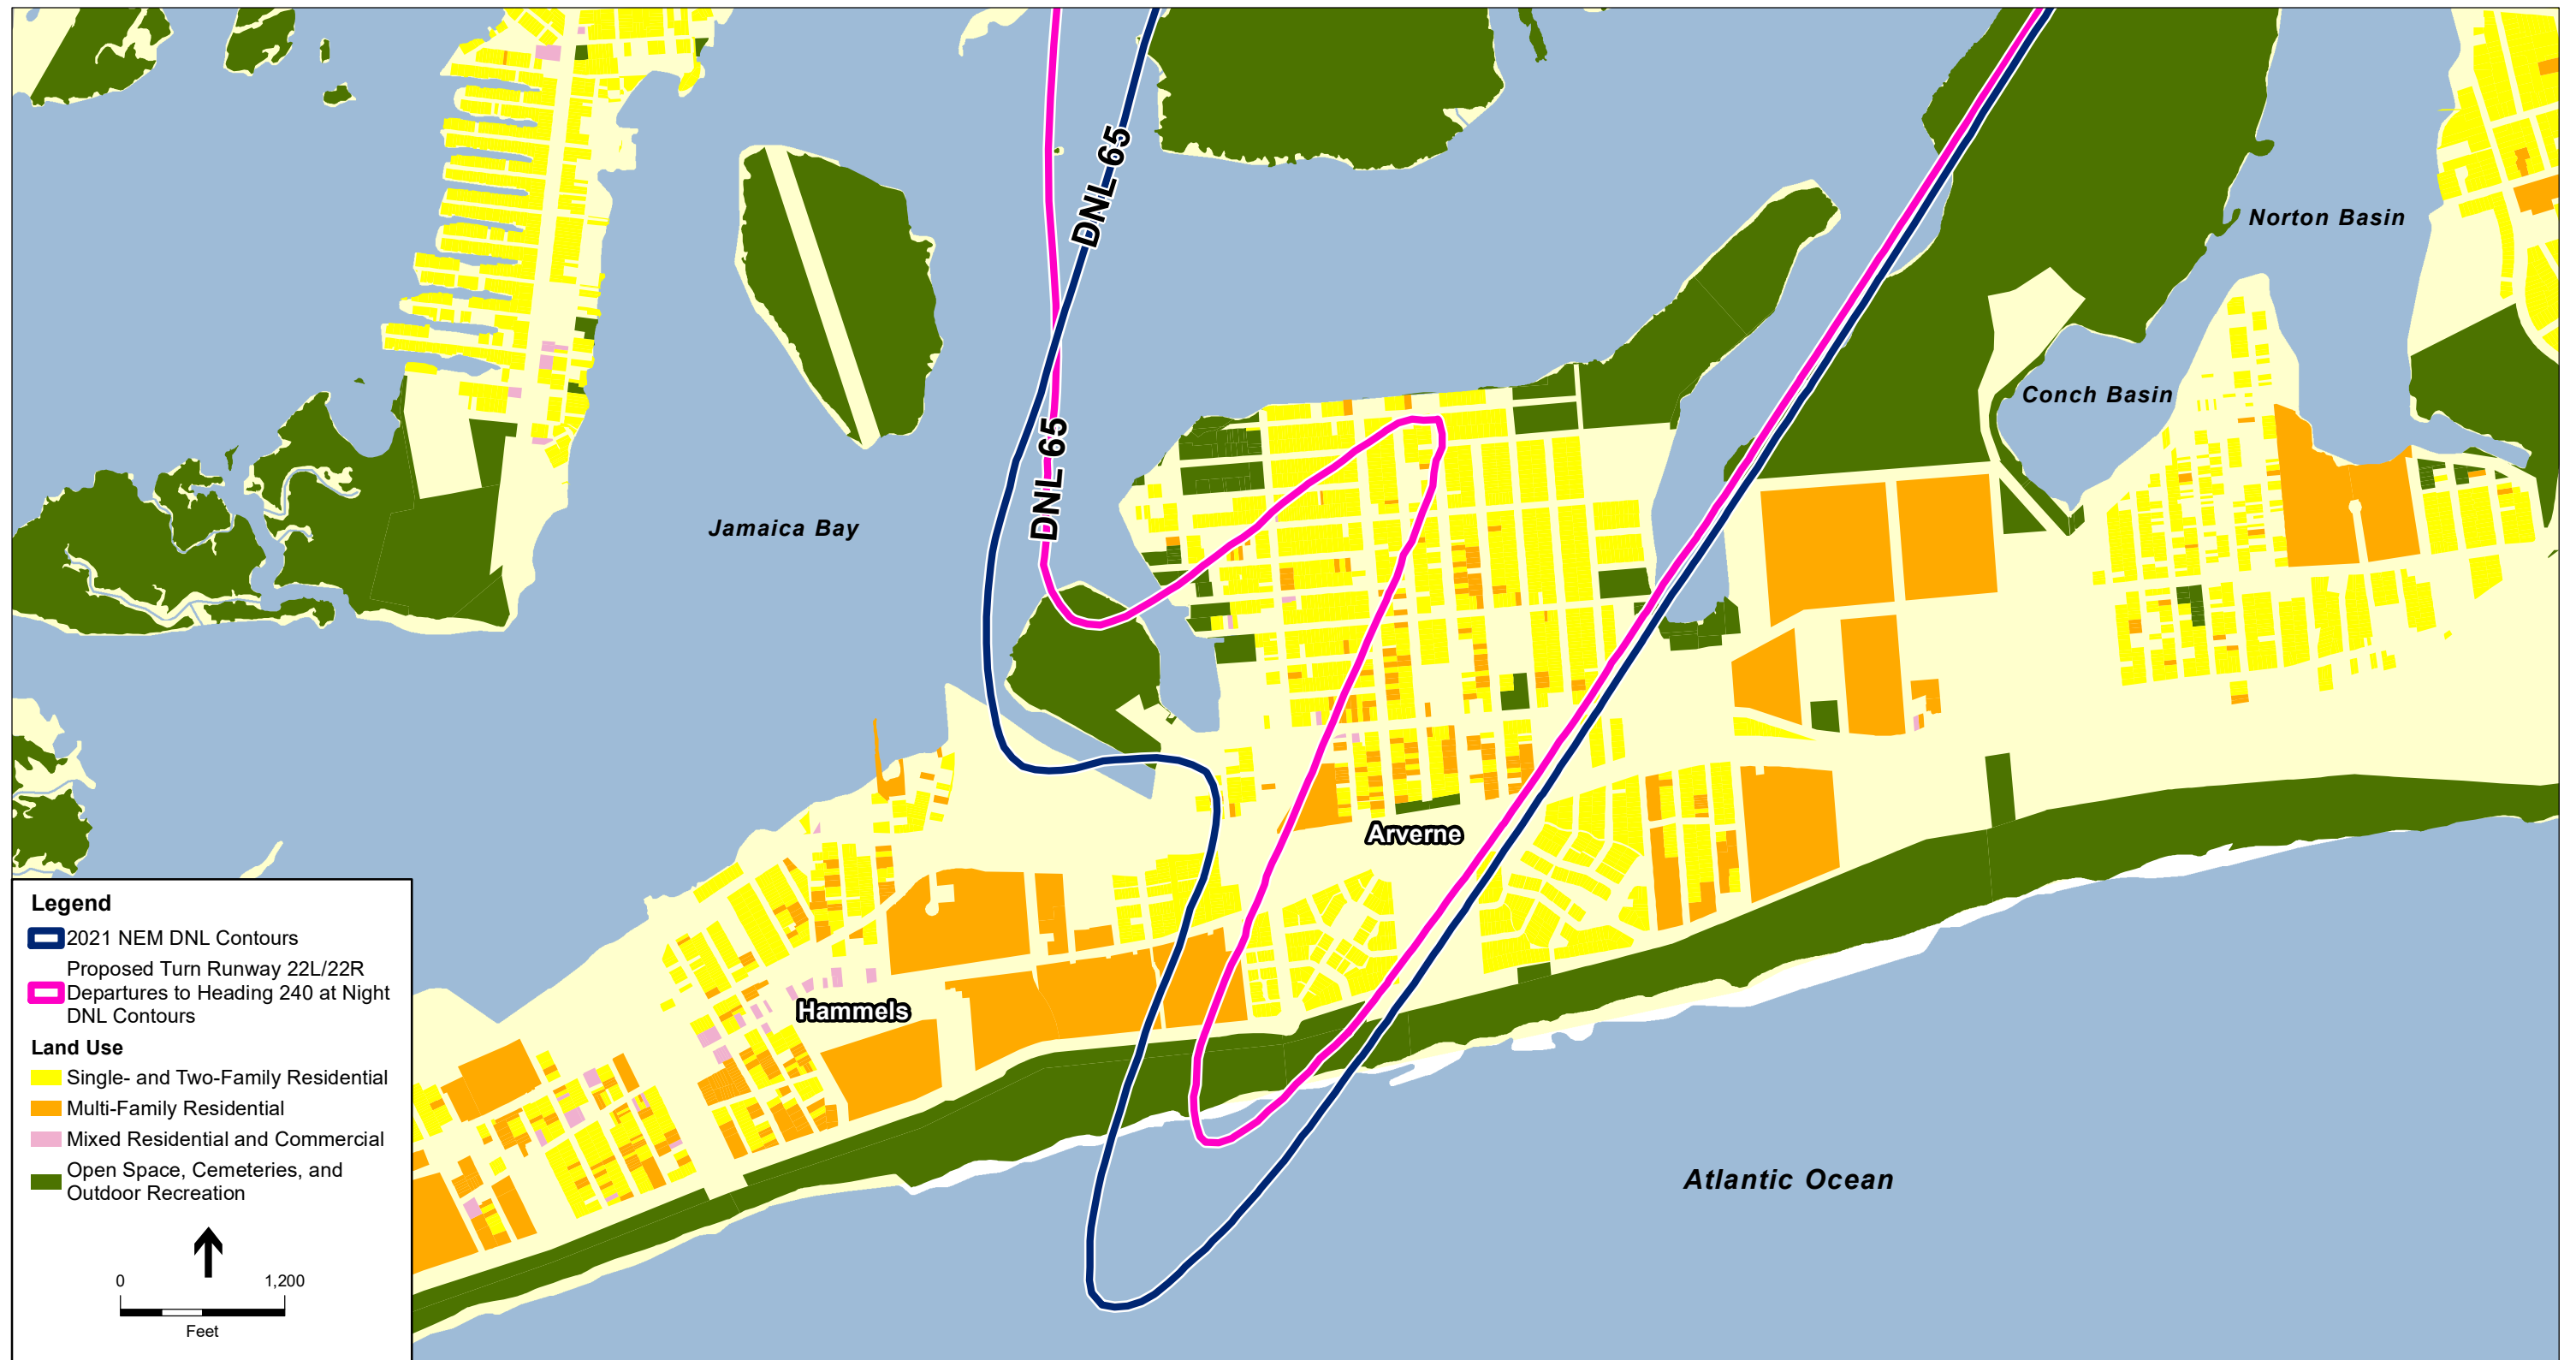 DNL 65
Norton Basin
Conch Basin
DNL 65
Jamaica Bay
Arverne
Hammels
Atlantic Ocean
Legend
2021 NEM DNL Contours
Proposed Turn Runway 22L/22R
Departures to Heading 240 at Night
DNL Contours
Land Use
Single- and Two-Family Residential
Multi-Family Residential
Mixed Residential and Commercial
Open Space, Cemeteries, and
Outdoor Recreation
0 1,200
Feet